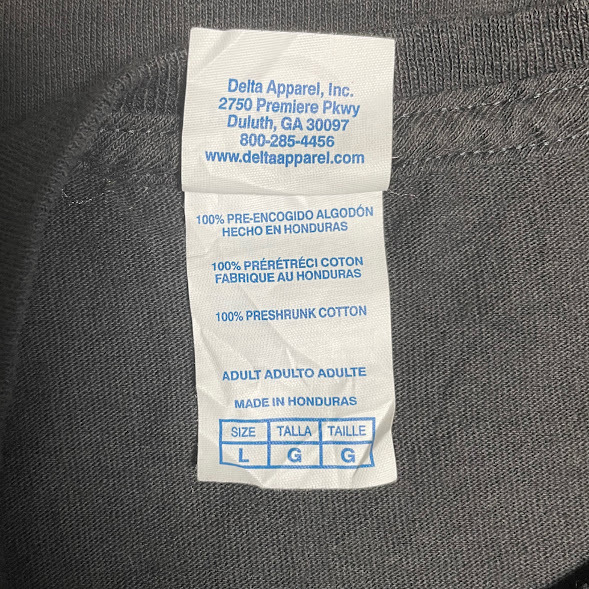 Delta Apparel, Inc.
2750 Premiere Pkwy
Duluth, GA 30097
800-285-4456
www.deltaapparel.com
100% PRE-ENCOGIDO ALGODÓN
HECHO EN HONDURAS
100% PRÉRÉTRÉCI COTON
FABRIQUE AU HONDURAS
100% PRESHRUNK COTTON
ADULT ADULTO ADULTE
MADE IN HONDURAS
SIZE TALLA TAILLE
L G G